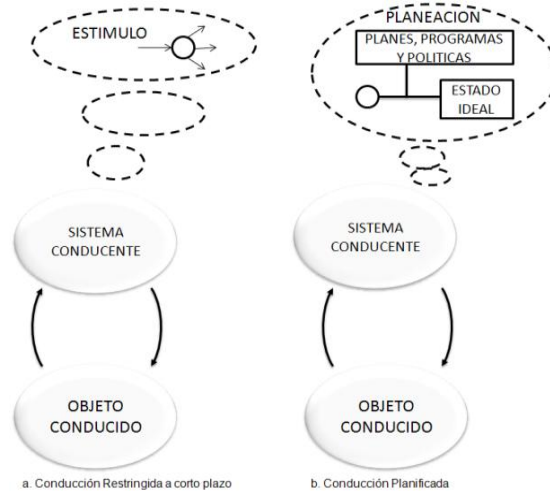 ESTIMULO
SISTEMA
CONDUCENTE
OBJETO
CONDUCIDO
a. Conducción Restringida a corto plazo
PLANEACION
PLANES, PROGRAMAS
Y POLITICAS
ESTADO
IDEAL
SISTEMA
CONDUCENTE
OBJETO
CONDUCIDO
b. Conducción Planificada